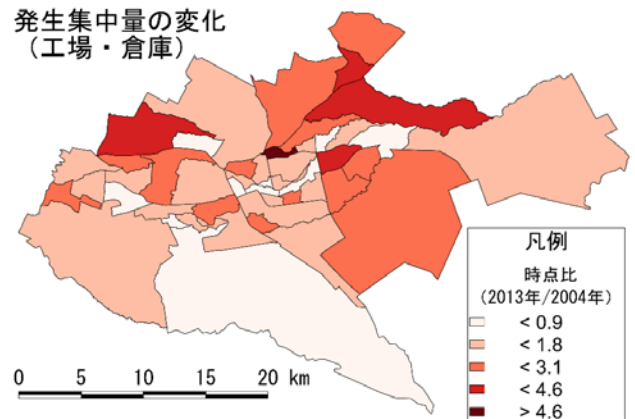 発生集中量の変化
（工場・倉庫）
凡例
時点比
（2013年/2004年）
< 0.9
< 1.8
< 3.1
< 4.6
> 4.6
0 5 10 15 20 km